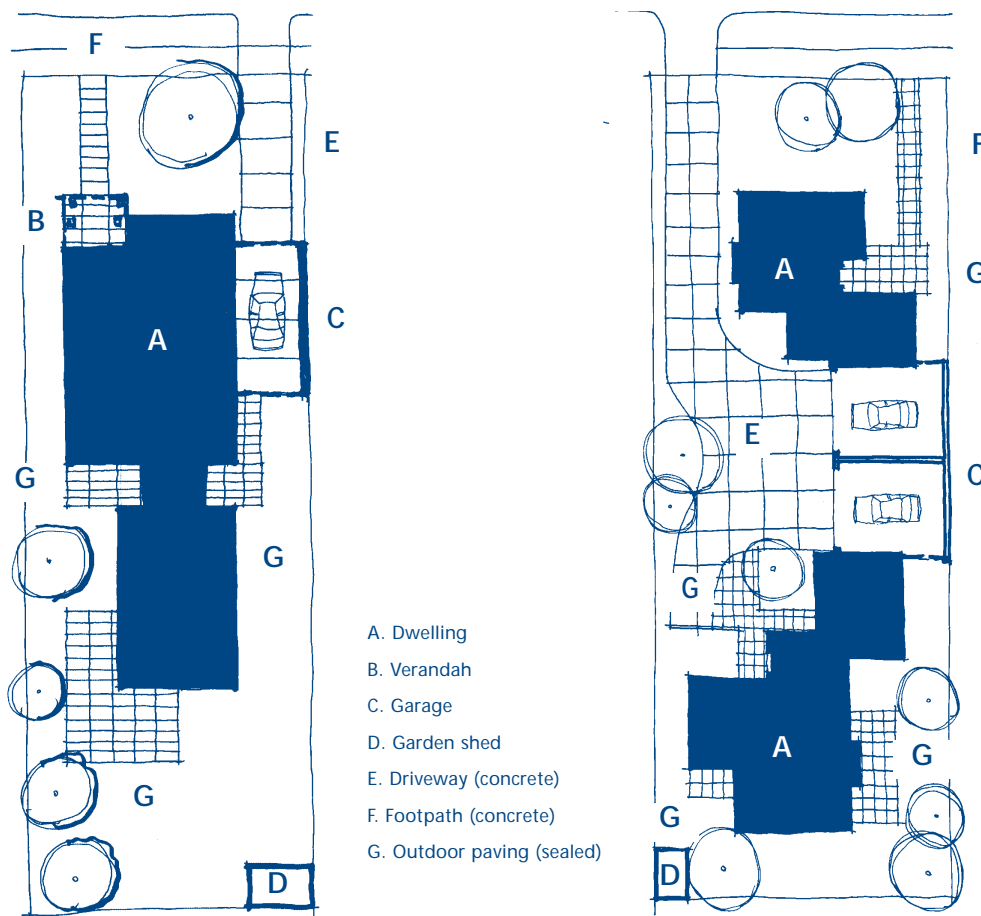 F
E
B
A
C
G
G
G
D
A. Dwelling
B. Verandah
C. Garage
D. Garden shed
E. Driveway (concrete)
F. Footpath (concrete)
G. Outdoor paving (sealed)
F
A
G
E
C
G
A
G
G
D